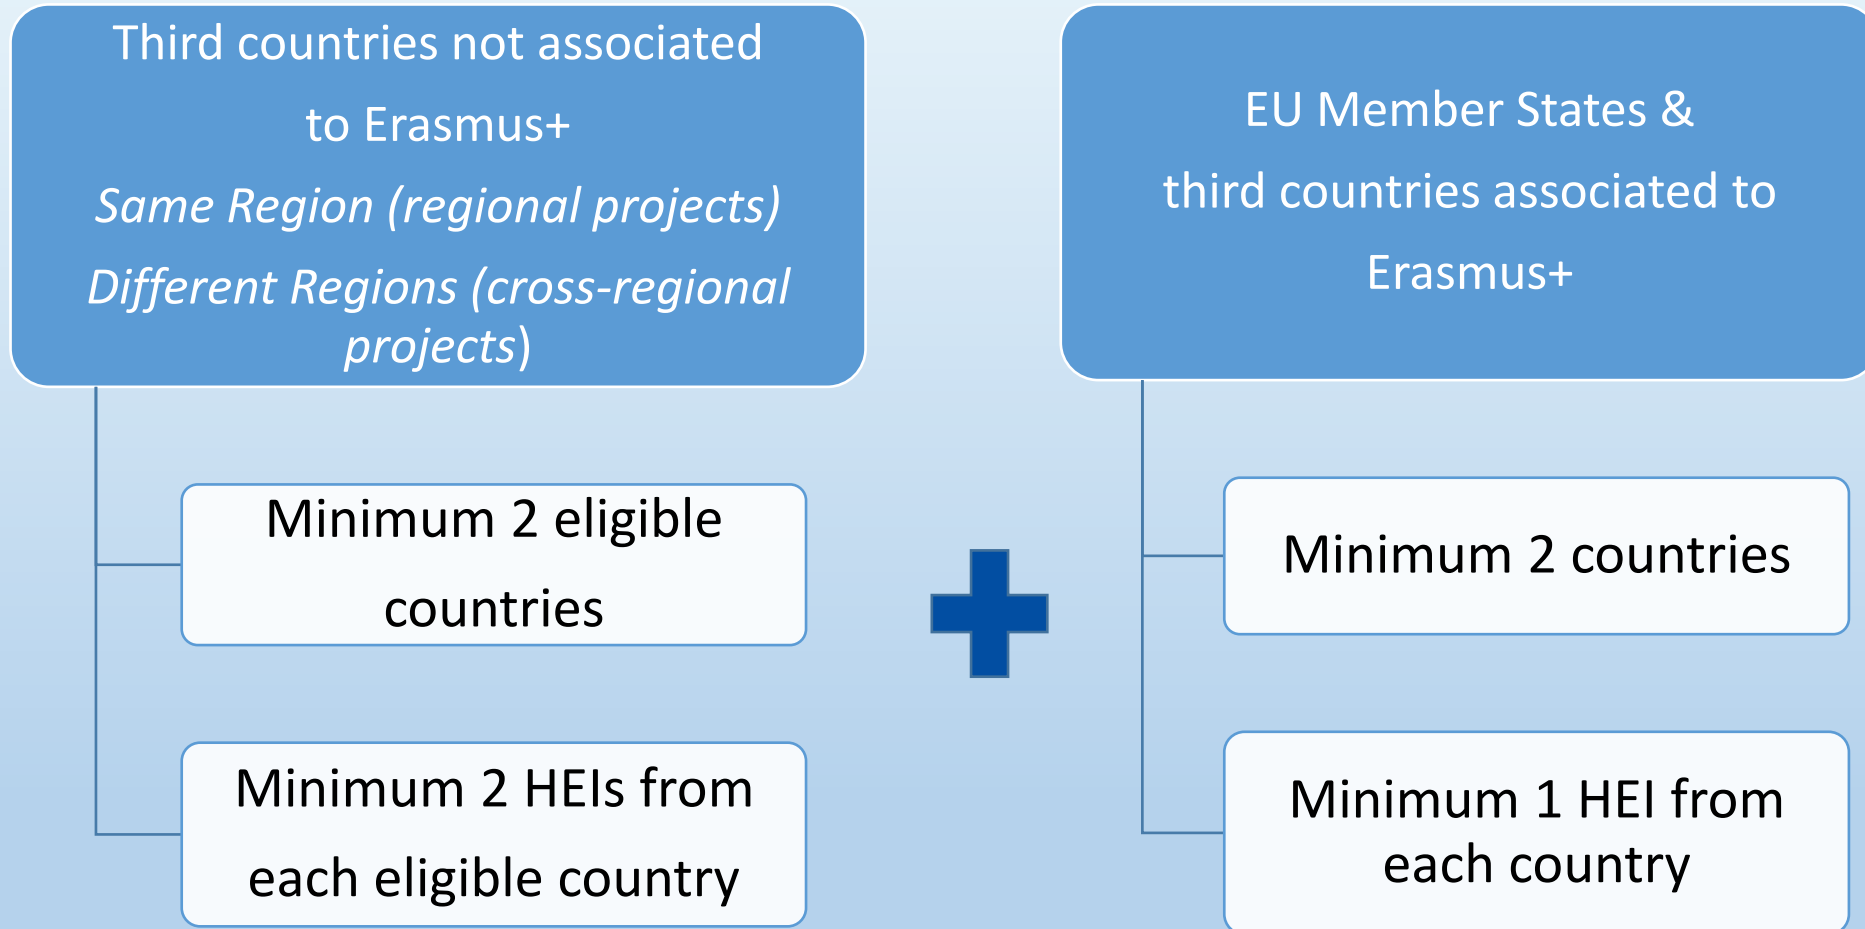 Third countries not associated
to Erasmus+
Same Region (regional projects)
Different Regions (cross-regional
projects)
Minimum 2 eligible
countries
Minimum 2 HEIs from
each eligible country
EU Member States &
third countries associated to
Erasmus+
Minimum 2 countries
Minimum 1 HEI from
each country